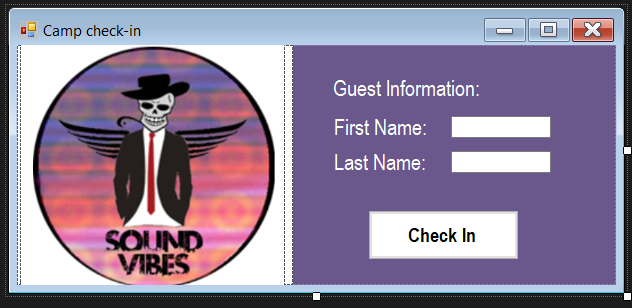 Camp check-in
SOUND
VIBES
Guest Information:
First Name:
Last Name:
Check In